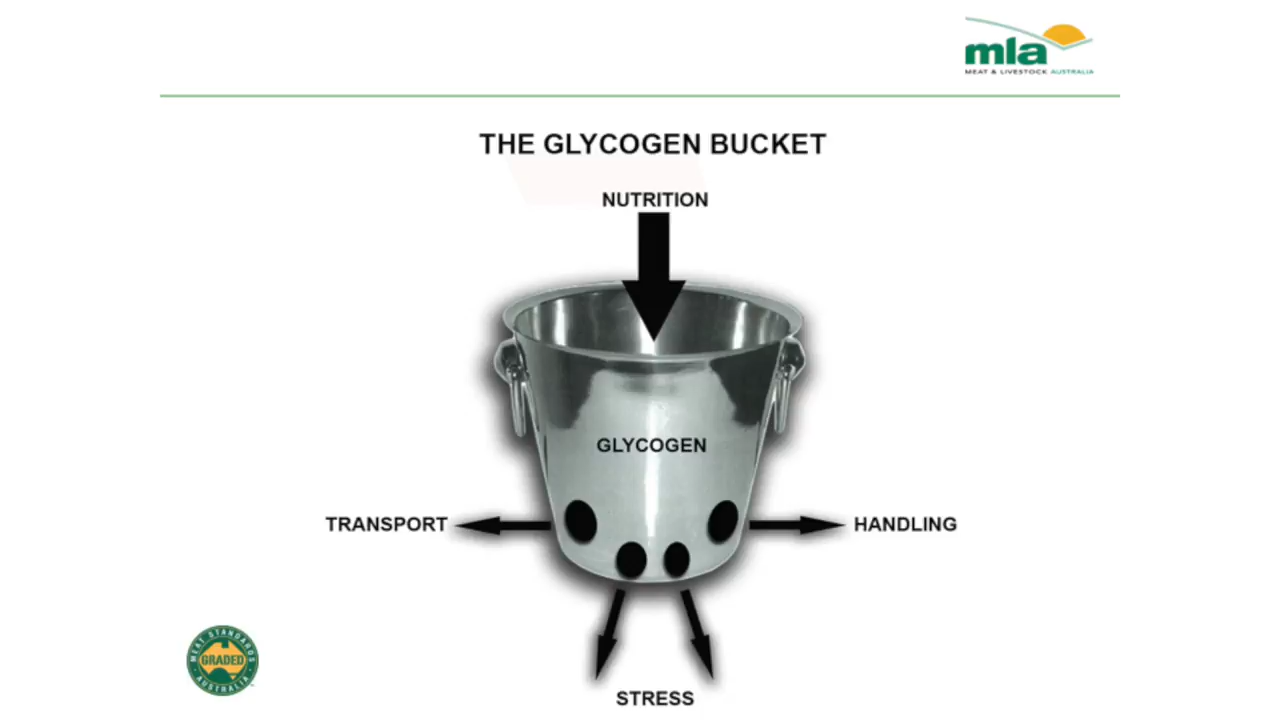 mla
MEAT & LIVESTOCK AUSTRALIA
THE GLYCOGEN BUCKET
NUTRITION
GLYCOGEN
TRANSPORT
HANDLING
STRESS
MEAT STANDARDS
GRADED
AUSTRALIA